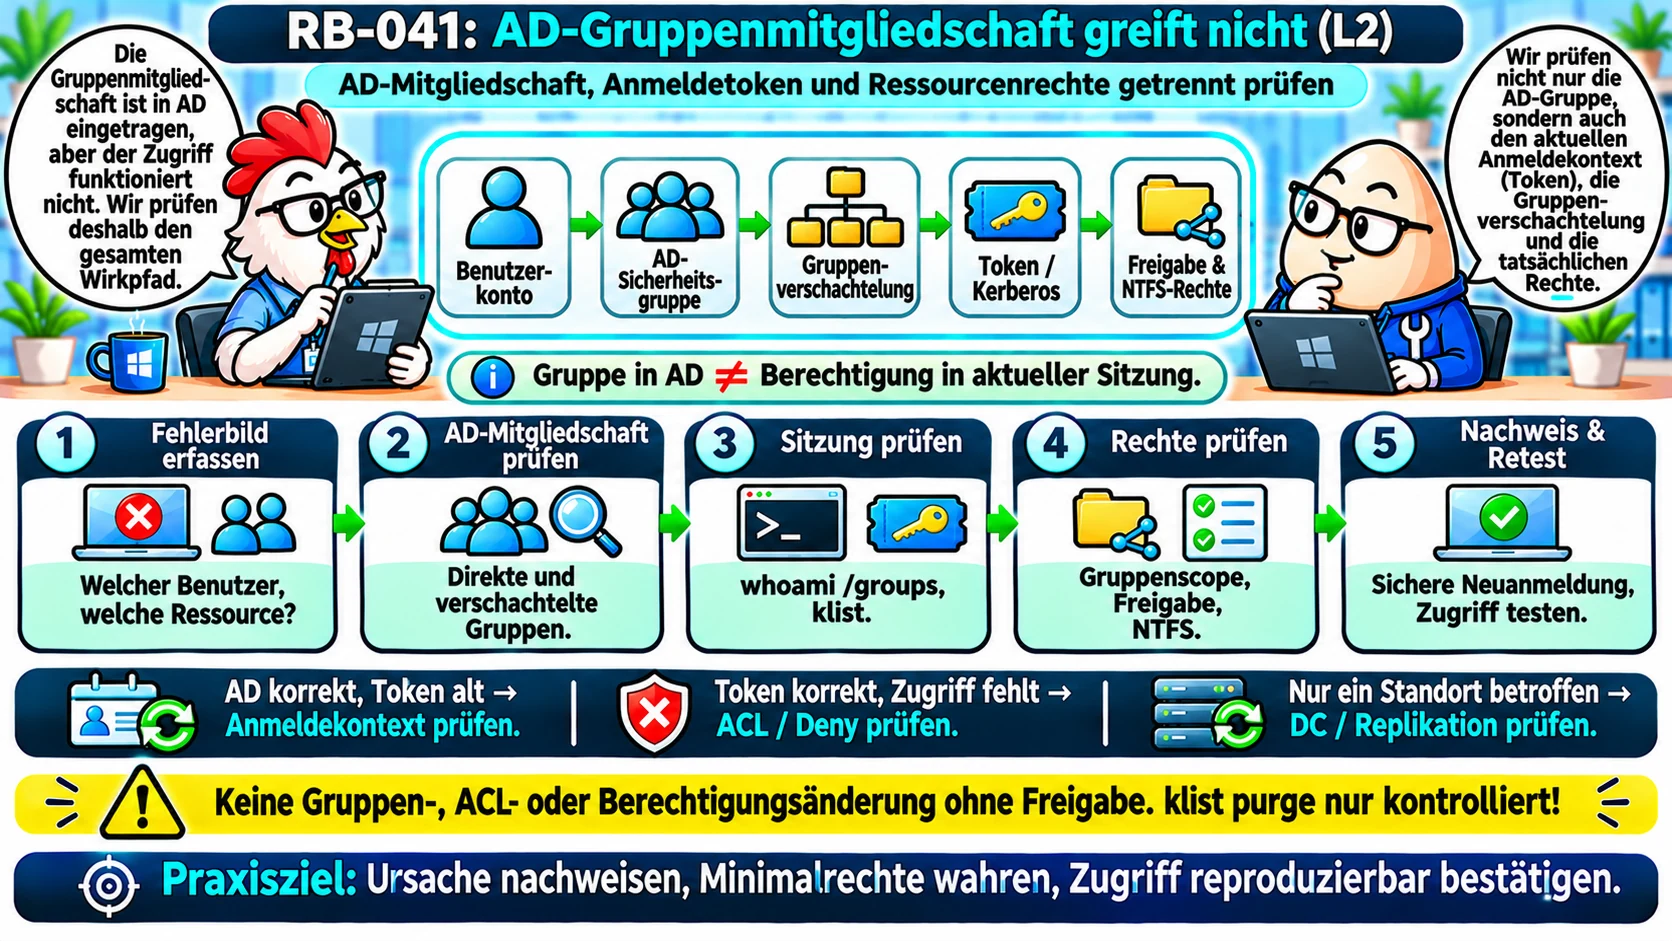 RB-041: AD-Gruppenmitgliedschaft greift nicht (L2)
AD-Mitgliedschaft, Anmeldetoken und Ressourcenrechte getrennt prüfen
Die
Gruppenmitglied-
schaft ist in AD
eingetragen,
aber der Zugriff
funktioniert
nicht. Wir prüfen
deshalb den
gesamten
Wirkpfad.
Wir prüfen
nicht nur die
AD-Gruppe,
sondern auch
den aktuellen
Anmeldekontext
(Token), die
Gruppen-
verschachtelung
und die
tatsächlichen
Rechte.
Benutzer-
konto
AD-
Sicherheits-
gruppe
Gruppen-
verschachtelung
Token /
Kerberos
Freigabe &
NTFS-Rechte
i Gruppe in AD ≠ Berechtigung in aktueller Sitzung.
1 Fehlerbild
erfassen
Welcher Benutzer,
welche Ressource?
2 AD-Mitgliedschaft
prüfen
Direkte und
verschachtelte
Gruppen.
3 Sitzung prüfen
>_
whoami /groups,
klist.
4 Rechte prüfen
Gruppenscope,
Freigabe,
NTFS.
5 Nachweis &
Retest
Sichere Neuanmeldung,
Zugriff testen.
AD korrekt, Token alt →
Anmeldekontext prüfen.
Token korrekt, Zugriff fehlt →
ACL / Deny prüfen.
Nur ein Standort betroffen →
DC / Replikation prüfen.
! Keine Gruppen-, ACL- oder Berechtigungsänderung ohne Freigabe. klist purge nur kontrolliert!
Praxisziel: Ursache nachweisen, Minimalrechte wahren, Zugriff reproduzierbar bestätigen.